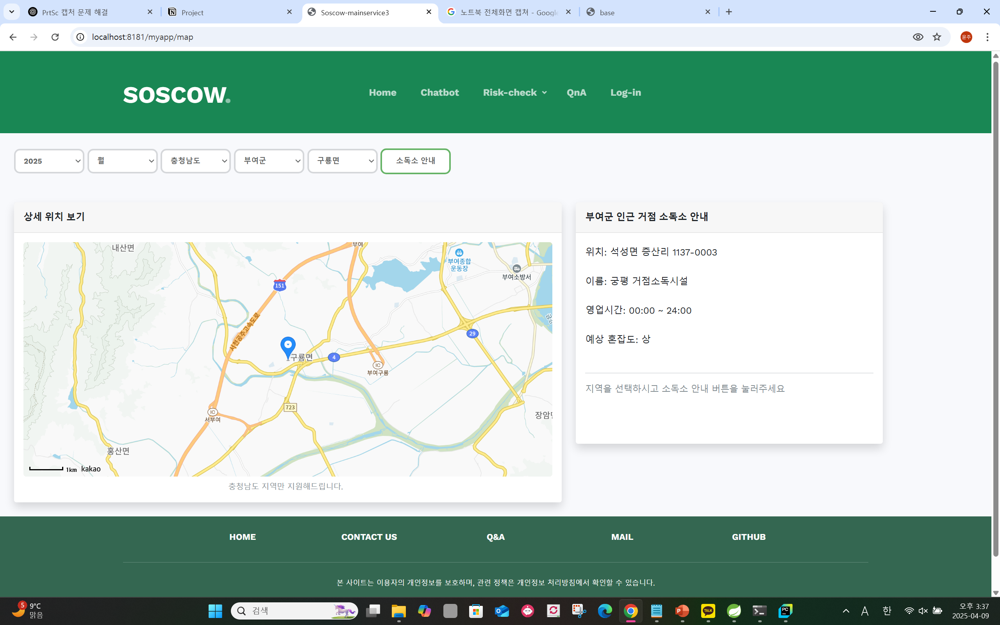 PrtSc 캡처 문제 해결
Project
Soscow-mainservice3
노트북 전체화면 캡쳐 - Google
base
localhost:8181/myapp/map
윤주
SOSCOW.
Home
Chatbot
Risk-check
QnA
Log-in
2025
월
충청남도
부여군
구룡면
소독소 안내
상세 위치 보기
부여군 인근 거점 소독소 안내
내산면
부여
부여종합
운동장
부여소방서
151
서천공주고속도로
29
구룡면
4
IC
부여구룡
723
IC
서부여
홍산면
1km kakao
충청남도 지역만 지원해드립니다.
위치: 석성면 증산리 1137-0003
이름: 궁평 거점소독시설
영업시간: 00:00 ~ 24:00
예상 혼잡도: 상
지역을 선택하시고 소독소 안내 버튼을 눌러주세요
HOME
CONTACT US
Q&A
MAIL
GITHUB
본 사이트는 이용자의 개인정보를 보호하며, 관련 정책은 개인정보 처리방침에서 확인할 수 있습니다.
5
9°C
맑음
검색
TALK
PC
A
한
오후 3:37
2025-04-09